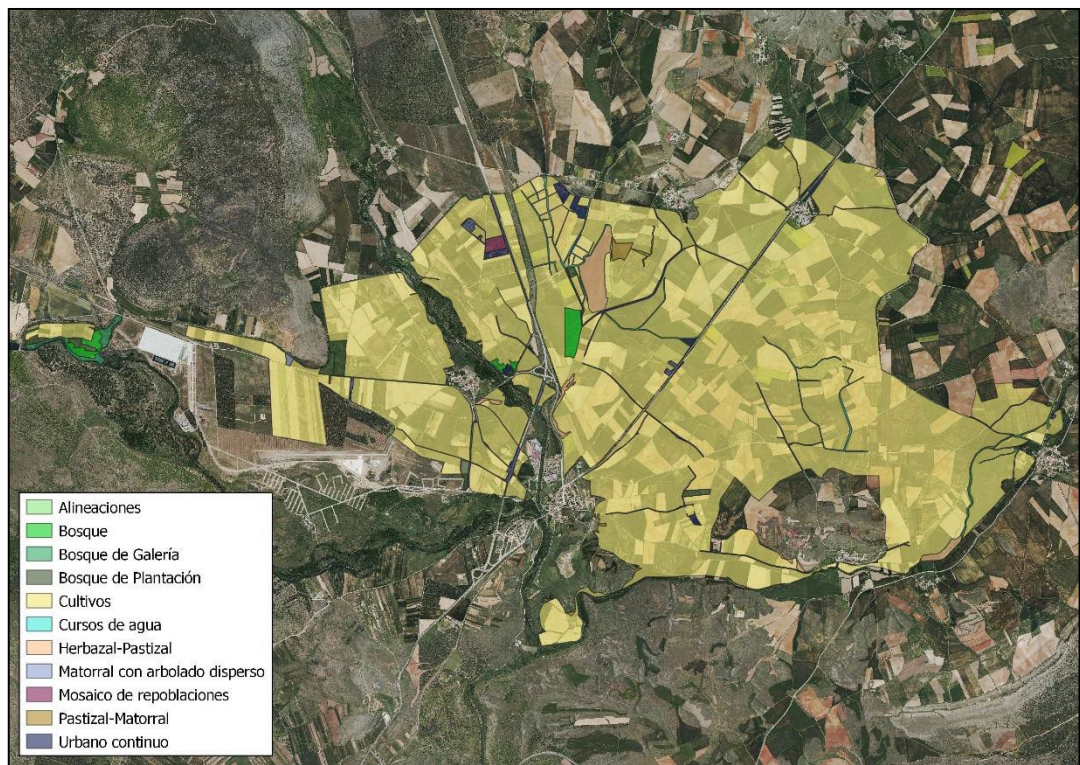 Alineaciones
Bosque
Bosque de Galería
Bosque de Plantación
Cultivos
Cursos de agua
Herbazal-Pastizal
Matorral con arbolado disperso
Mosaico de repoblaciones
Pastizal-Matorral
Urbano continuo